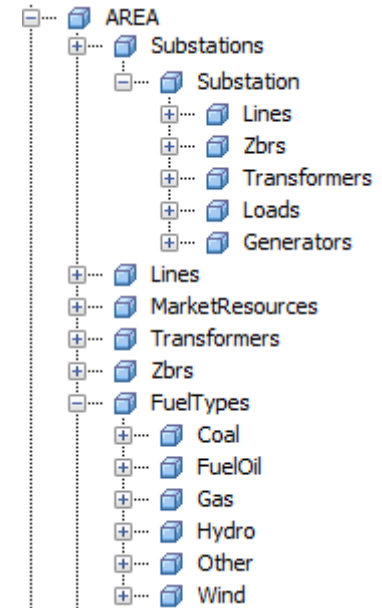 AREA
Substations
Substation
Lines
Zbrs
Transformers
Loads
Generators
Lines
MarketResources
Transformers
Zbrs
FuelTypes
Coal
FuelOil
Gas
Hydro
Other
Wind